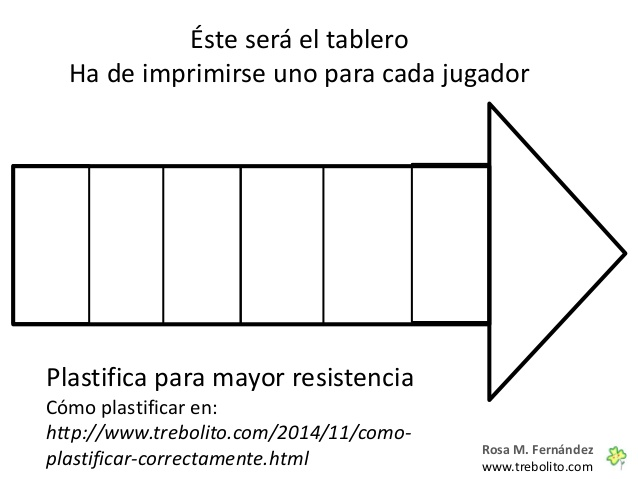 Éste será el tablero
Ha de imprimirse uno para cada jugador
Plastifica para mayor resistencia
Cómo plastificar en:
http://www.trebolito.com/2014/11/como-
plastificar-correctamente.html
Rosa M. Fernández
www.trebolito.com